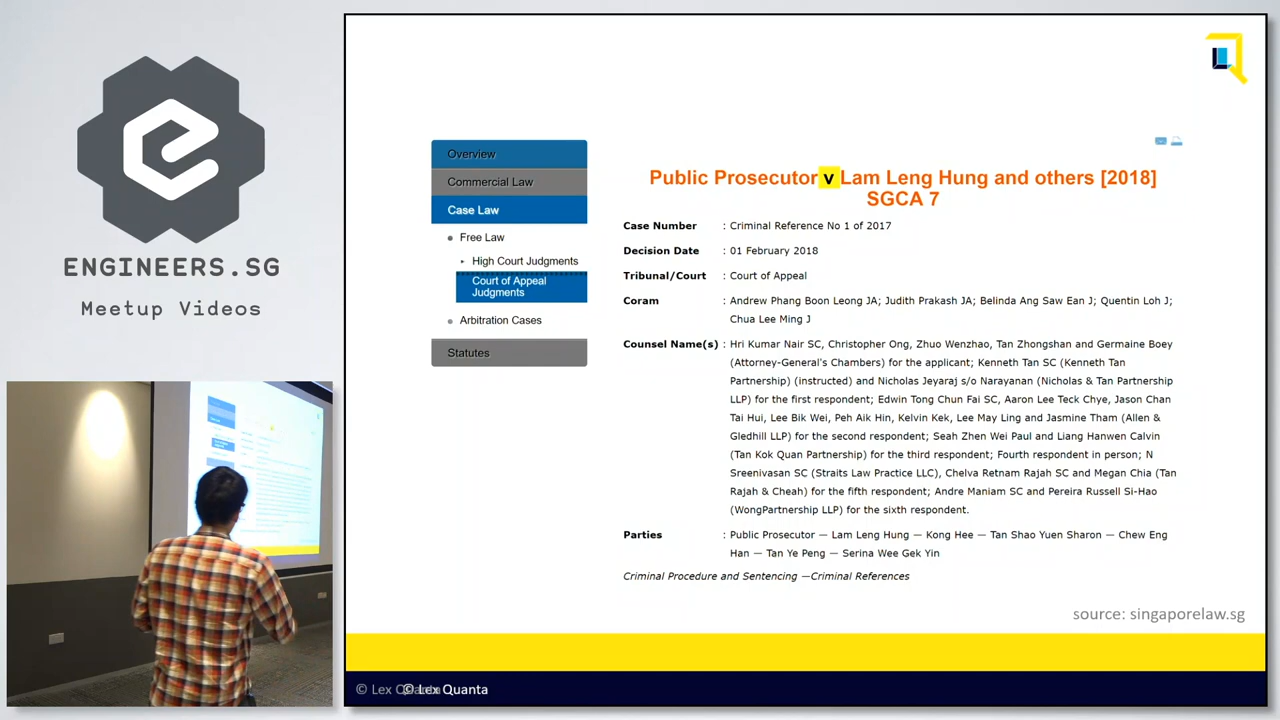 ENGINEERS.SG
Meetup Videos
Overview
Commercial Law
Case Law
Free Law
High Court Judgments
Court of Appeal
Judgments
Arbitration Cases
Statutes
Public Prosecutor v Lam Leng Hung and others [2018]
SGCA 7
Case Number : Criminal Reference No 1 of 2017
Decision Date : 01 February 2018
Tribunal/Court : Court of Appeal
Coram : Andrew Phang Boon Leong JA; Judith Prakash JA; Belinda Ang Saw Ean J; Quentin Loh J;
Chua Lee Ming J
Counsel Name(s) : Hri Kumar Nair SC, Christopher Ong, Zhuo Wenzhao, Tan Zhongshan and Germaine Boey
(Attorney-General's Chambers) for the applicant; Kenneth Tan SC (Kenneth Tan
Partnership) (instructed) and Nicholas Jeyaraj s/o Narayanan (Nicholas & Tan Partnership
LLP) for the first respondent; Edwin Tong Chun Fai SC, Aaron Lee Teck Chye, Jason Chan
Tai Hui, Lee Bik Wei, Peh Aik Hin, Kelvin Kek, Lee May Ling and Jasmine Tham (Allen &
Gledhill LLP) for the second respondent; Seah Zhen Wei Paul and Liang Hanwen Calvin
(Tan Kok Quan Partnership) for the third respondent; Fourth respondent in person; N
Sreenivasan SC (Straits Law Practice LLC), Chelva Retnam Rajah SC and Megan Chia (Tan
Rajah & Cheah) for the fifth respondent; Andre Maniam SC and Pereira Russell Si-Hao
(WongPartnership LLP) for the sixth respondent.
Parties : Public Prosecutor — Lam Leng Hung — Kong Hee — Tan Shao Yuen Sharon — Chew Eng
Han — Tan Ye Peng — Serina Wee Gek Yin
Criminal Procedure and Sentencing —Criminal References
source: singaporelaw.sg
© Lex Quanta © Lex Quanta